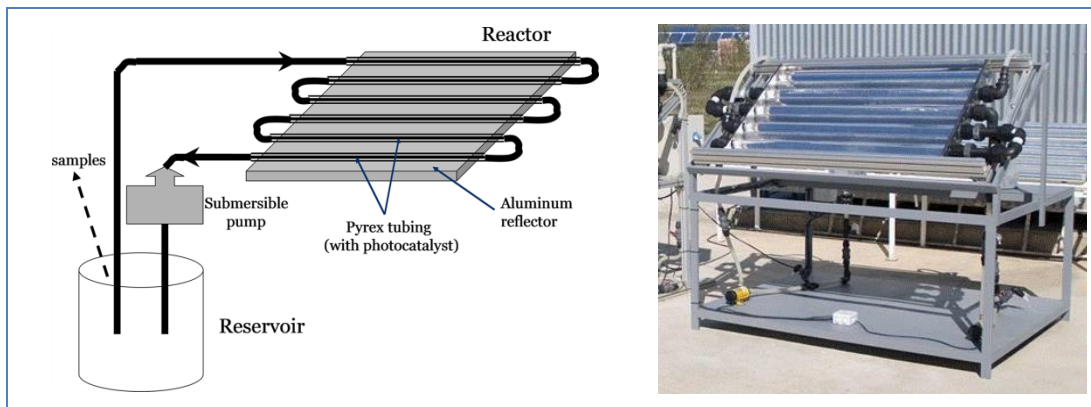 Reactor
samples
Submersible
pump
Pyrex tubing
(with photocatalyst)
Aluminum
reflector
Reservoir